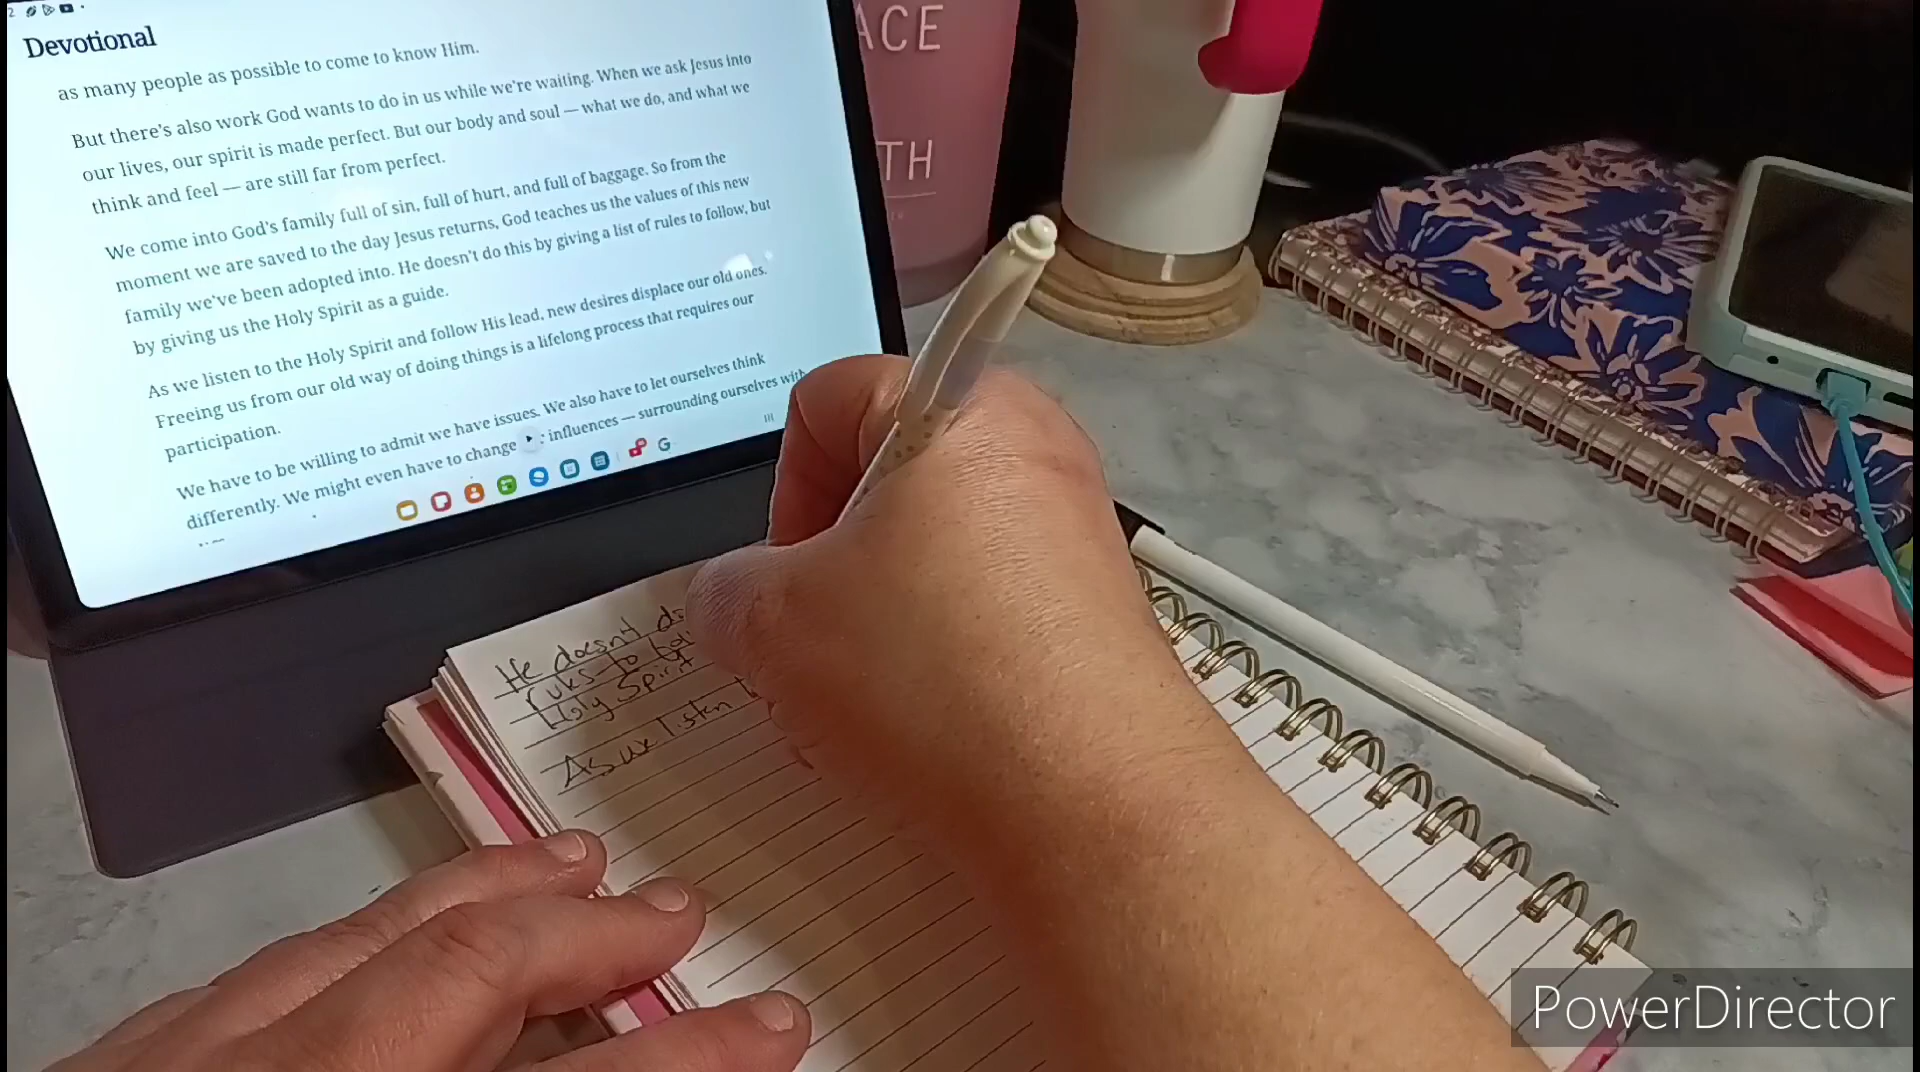 Devotional
as many people as possible to come to know Him.
But there's also work God wants to do in us while we're waiting. When we ask Jesus into
our lives, our spirit is made perfect. But our body and soul — what we do, and what we
think and feel — are still far from perfect.
We come into God's family full of sin, full of hurt, and full of baggage. So from the
moment we are saved to the day Jesus returns, God teaches us the values of this new
family we've been adopted into. He doesn't do this by giving a list of rules to follow, but
by giving us the Holy Spirit as a guide.
As we listen to the Holy Spirit and follow His lead, new desires displace our old ones.
Freeing us from our old way of doing things is a lifelong process that requires our
participation.
We have to be willing to admit we have issues. We also have to let ourselves think
differently. We might even have to change influences — surrounding ourselves with
ACE
TH
He doesn't
to
Holy Spirit
As we listen
PowerDirector